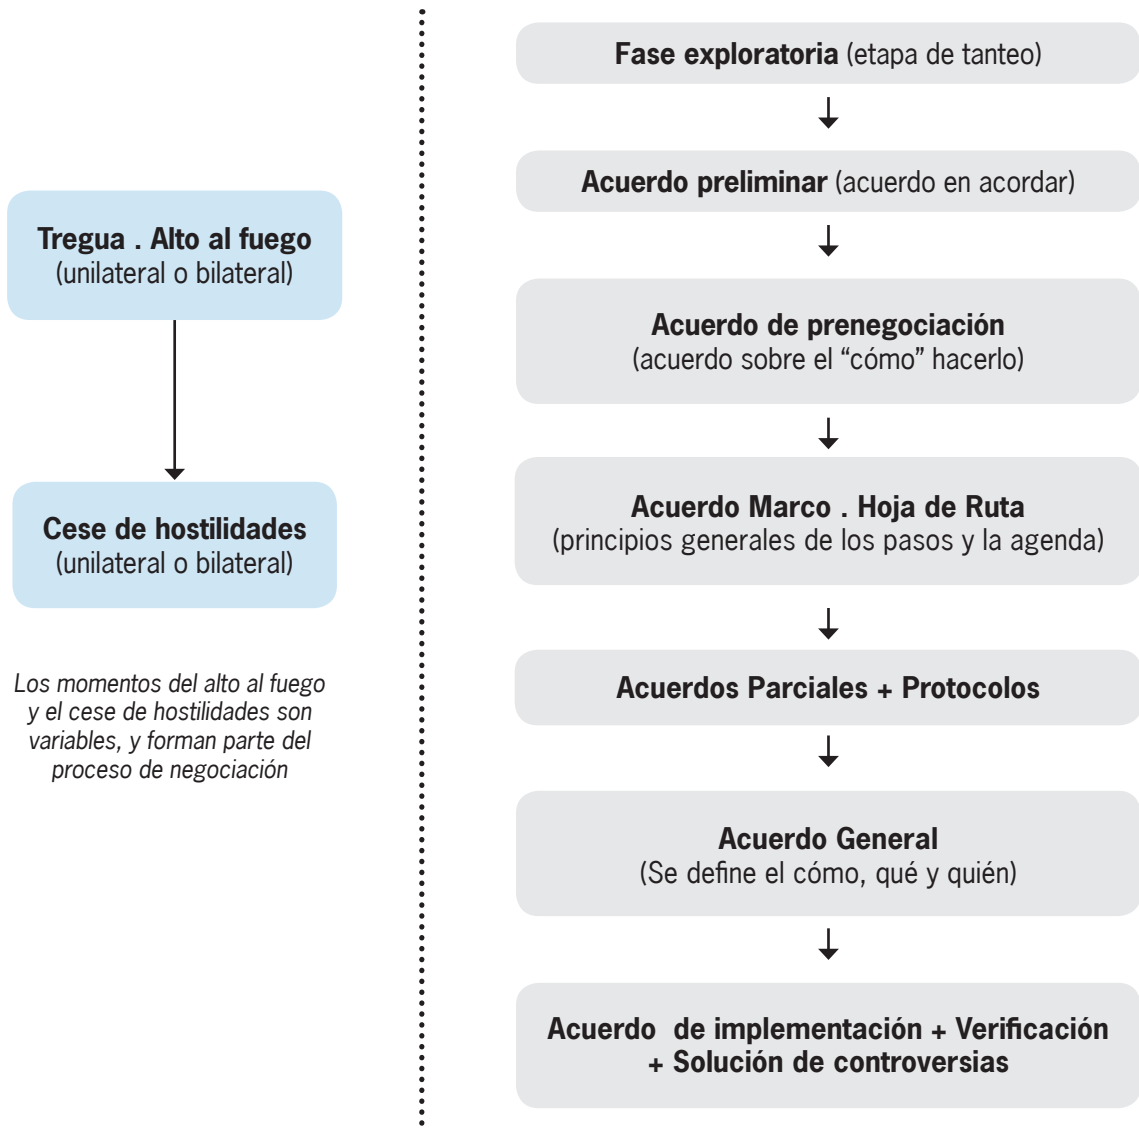 Tregua . Alto al fuego
(unilateral o bilateral)
Cese de hostilidades
(unilateral o bilateral)
Los momentos del alto al fuego
y el cese de hostilidades son
variables, y forman parte del
proceso de negociación
Fase exploratoria (etapa de tanteo)
Acuerdo preliminar (acuerdo en acordar)
Acuerdo de prenegociación
(acuerdo sobre el “cómo” hacerlo)
Acuerdo Marco . Hoja de Ruta
(principios generales de los pasos y la agenda)
Acuerdos Parciales + Protocolos
Acuerdo General
(Se define el cómo, qué y quién)
Acuerdo de implementación + Verificación
+ Solución de controversias